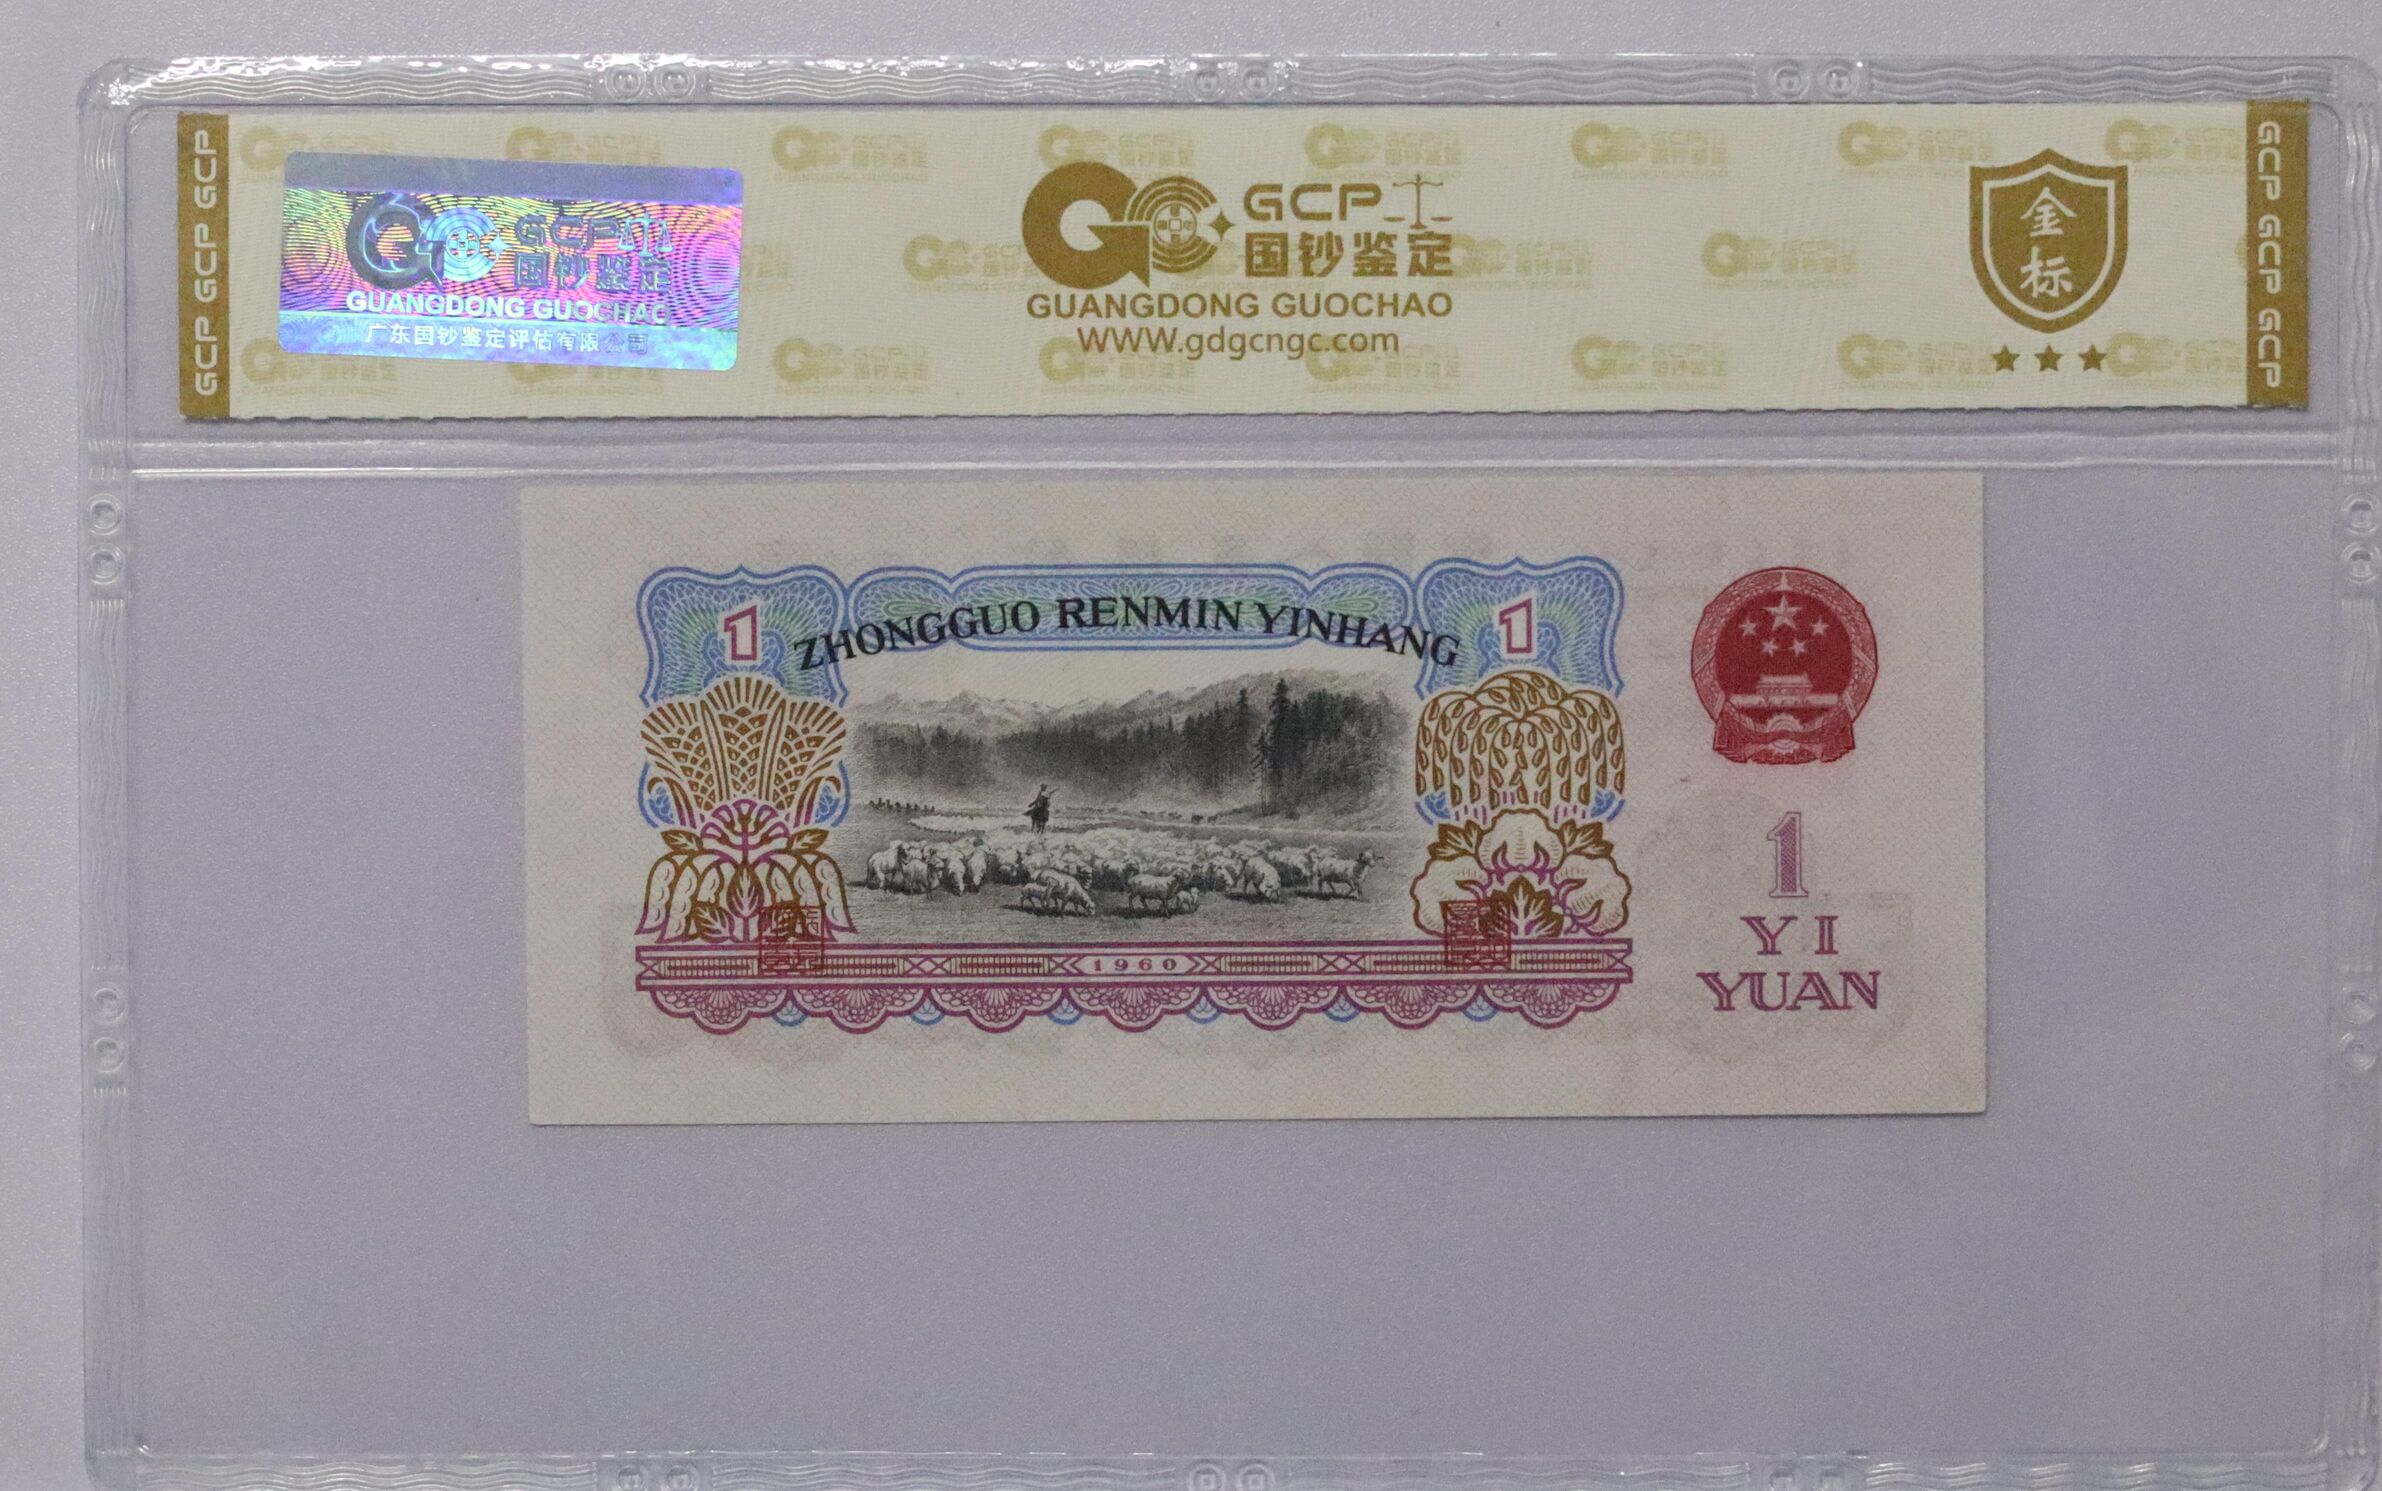 GCP GCP GCP
GCP
国钞鉴定
GUANGDONG GUOCHAO
广东国钞鉴定评估有限公司
GCP
国钞鉴定
GUANGDONG GUOCHAO
WWW.gdgcngc.com
金标
GCP GCP GCP
ZHONGGUO RENMIN YINHANG
1
1
1960
1
YI
YUAN